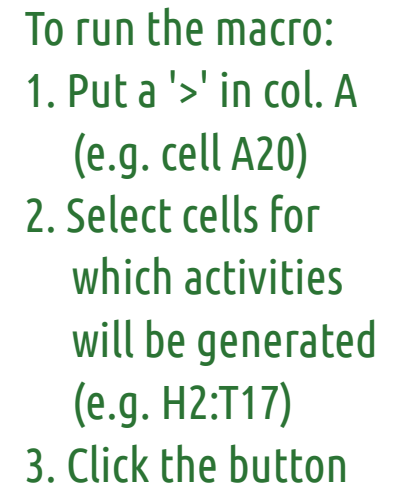 To run the macro:
1. Put a '>' in col. A
(e.g. cell A20)
2. Select cells for
which activities
will be generated
(e.g. H2:T17)
3. Click the button